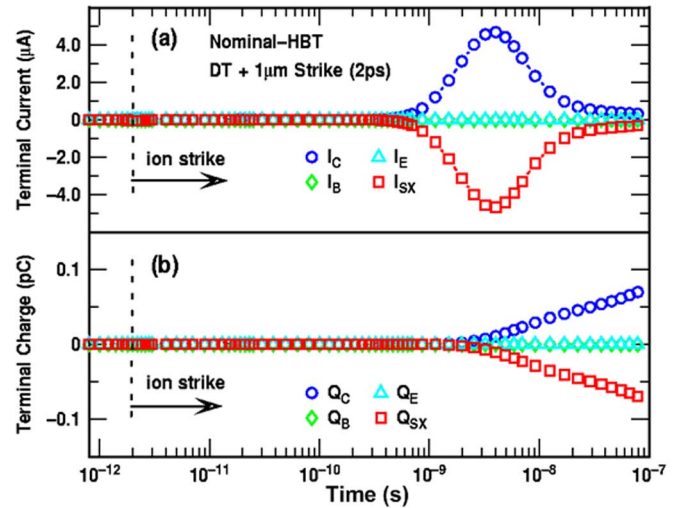 (a)
Nominal–HBT
DT + 1μm Strike (2ps)
Terminal Current (μA)
4.0
2.0
0
−2.0
−4.0
ion strike
I_C
I_E
I_B
I_SX
(b)
Terminal Charge (pC)
0.1
0
−0.1
ion strike
Q_C
Q_E
Q_B
Q_SX
10^−12
10^−11
10^−10
10^−9
10^−8
10^−7
Time (s)